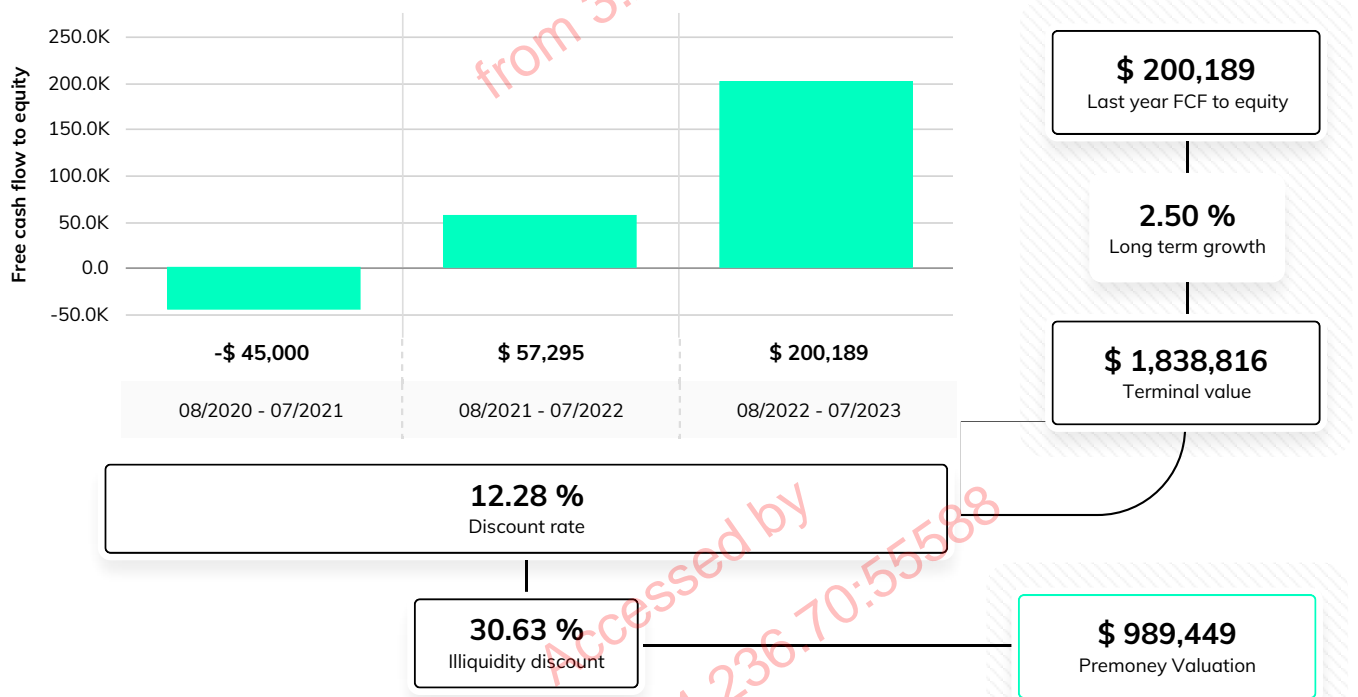 Free cash flow to equity
250.0K
200.0K
150.0K
100.0K
50.0K
0.0
-50.0K
-$ 45,000
$ 57,295
$ 200,189
08/2020 - 07/2021
08/2021 - 07/2022
08/2022 - 07/2023
$ 200,189
Last year FCF to equity
2.50 %
Long term growth
$ 1,838,816
Terminal value
12.28 %
Discount rate
30.63 %
Illiquidity discount
$ 989,449
Premoney Valuation
from 3.
Accessed by
.236.70:55588